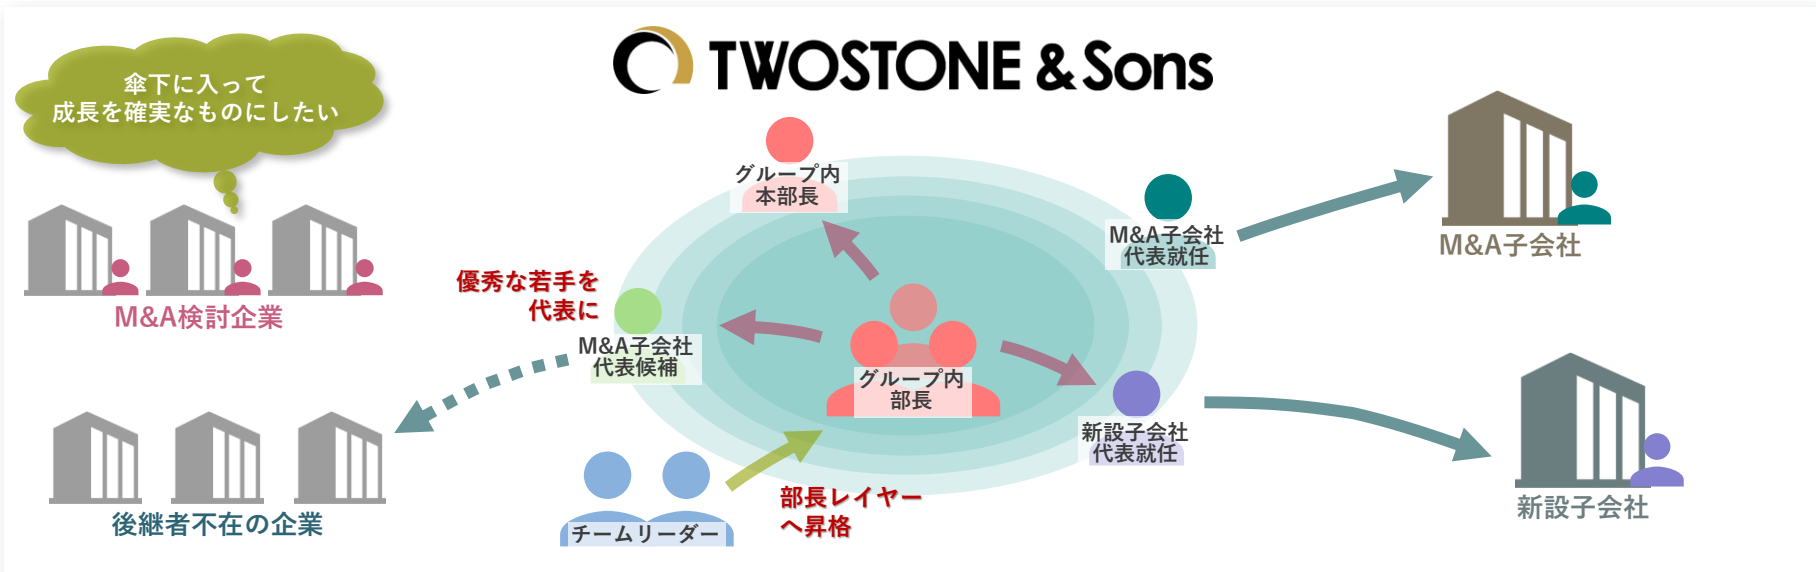 TWOSTONE & Sons
傘下に入って
成長を確実なものにしたい
M&A検討企業
後継者不在の企業
優秀な若手を
代表に
M&A子会社
代表候補
グループ内
本部長
グループ内
部長
チームリーダー
部長レイヤー
へ昇格
M&A子会社
代表就任
新設子会社
代表就任
M&A子会社
新設子会社